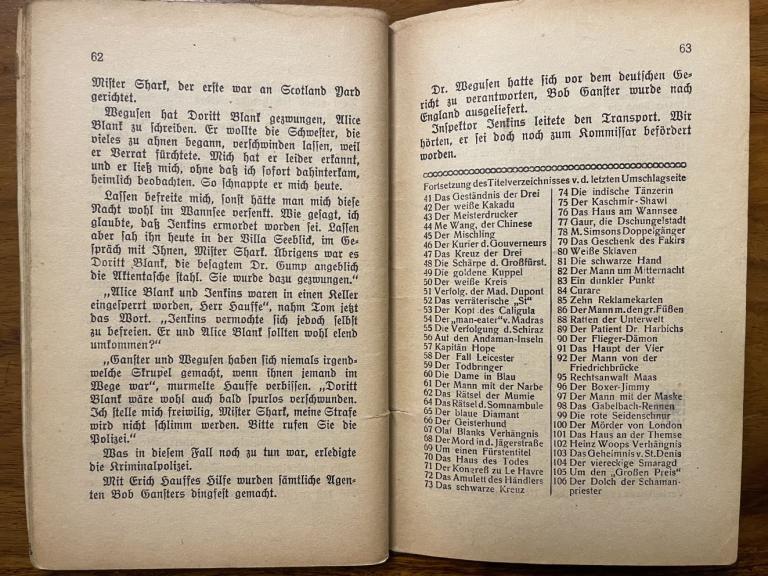 62
Mister Shark, der erste war an Scotland Yard
gerichtet.
Wegusen hat Doritt Blank gezwungen, Alice
Blank zu schreiben. Er wollte die Schwester, die
vieles zu ahnen begann, verschwinden lassen, weil
er Verrat fürchtete. Mich hat er leider erkannt,
und er ließ mich, ohne daß ich sofort dahinterkam,
heimlich beobachten. So schnappte er mich heute.
Lassen befreite mich, sonst hätte man mich diese
Nacht wohl im Wannsee versenkt. Wie gesagt, ich
glaubte, daß Jenkins ermordet worden sei. Lassen
aber sah ihn heute in der Villa Seeblick, im Ge-
spräch mit Ihnen, Mister Shark. Übrigens war es
Doritt Blank, die besagtem Dr. Gump angeblich
die Aktentasche stahl. Sie wurde dazu gezwungen."
„Alice Blank und Jenkins waren in einen Keller
eingesperrt worden, Herr Hauffe", nahm Tom jetzt
das Wort. „Jenkins vermochte sich jedoch selbst
zu befreien. Er und Alice Blank sollten wohl elend
umkommen?"
„Ganster und Wegusen haben sich niemals irgend-
welche Skrupel gemacht, wenn ihnen jemand im
Wege war", murmelte Hauffe verbissen. „Doritt
Blank wäre wohl auch bald spurlos verschwunden.
Ich stelle mich freiwillig, Mister Shark, meine Strafe
wird nicht schlimm werden. Bitte rufen Sie die
Polizei."
Was in diesem Fall noch zu tun war, erledigte
die Kriminalpolizei.
Mit Erich Hauffes Hilfe wurden sämtliche Agen-
ten Bob Gansters dingfest gemacht.
63
Dr. Wegusen hatte sich vor dem deutschen Ge-
richt zu verantworten, Bob Ganster wurde nach
England ausgeliefert.
Inspektor Jenkins leitete den Transport. Wir
hörten, er sei doch noch zum Kommissar befördert
worden.
Fortsetzung des Titelverzeichnisses v. d. letzten Umschlagseite
41 Das Geständnis der Drei
42 Der weiße Kakadu
43 Der Meisterdrucker
44 Me Wang, der Chinese
45 Der Mischling
46 Der Kurier d. Gouverneurs
47 Das Kreuz der Drei
48 Die Schärpe d. Großfürst.
49 Die goldene Kuppel
50 Der weiße Kreis
51 Verfolg. der Mad. Dupont
52 Das verräterische „St"
53 Der Kopf des Caligula
54 Der „man-eater" v. Madras
55 Die Verfolgung d. Schiraz
56 Auf den Andaman-Inseln
57 Kapitän Hope
58 Der Fall Leicester
59 Der Todbringer
60 Die Dame in Blau
61 Der Mann mit der Narbe
62 Das Rätsel der Mumie
64 Das Rätsel d. Somnambule
65 Der blaue Diamant
66 Der Geisterhund
67 Olaf Blanks Verhängnis
68 Der Mord in d. Jägerstraße
69 Um einen Fürstentitel
70 Das Haus des Todes
71 Der Kongreß zu Le Havre
72 Das Amulett des Händlers
73 Das schwarze Kreuz
74 Die indische Tänzerin
75 Der Kaschmir-Shawl
76 Das Haus am Wannsee
77 Gaur, die Dschungelstadt
78 M. Simsons Doppelgänger
79 Das Geschenk des Fakirs
80 Weiße Sklaven
81 Die schwarze Hand
82 Der Mann um Mitternacht
83 Ein dunkler Punkt
84 Curare
85 Zehn Reklamekarten
86 Der Mann m. den gr. Füßen
88 Ratten der Unterwelt
89 Der Patient Dr. Harbichs
90 Der Flieger-Dämon
91 Das Haupt der Vier
92 Der Mann von der
Friedrichbrücke
95 Rechtsanwalt Maas
96 Der Boxer-Jimmy
97 Der Mann mit der Maske
98 Das Gabelbach-Rennen
99 Die rote Seidenschnur
100 Der Mörder von London
101 Das Haus an der Themse
102 Heinz Woops Verhängnis
103 Das Geheimnis v. St. Denis
104 Der viereckige Smaragd
105 Um den „Großen Preis"
106 Der Dolch der Schaman-
priester